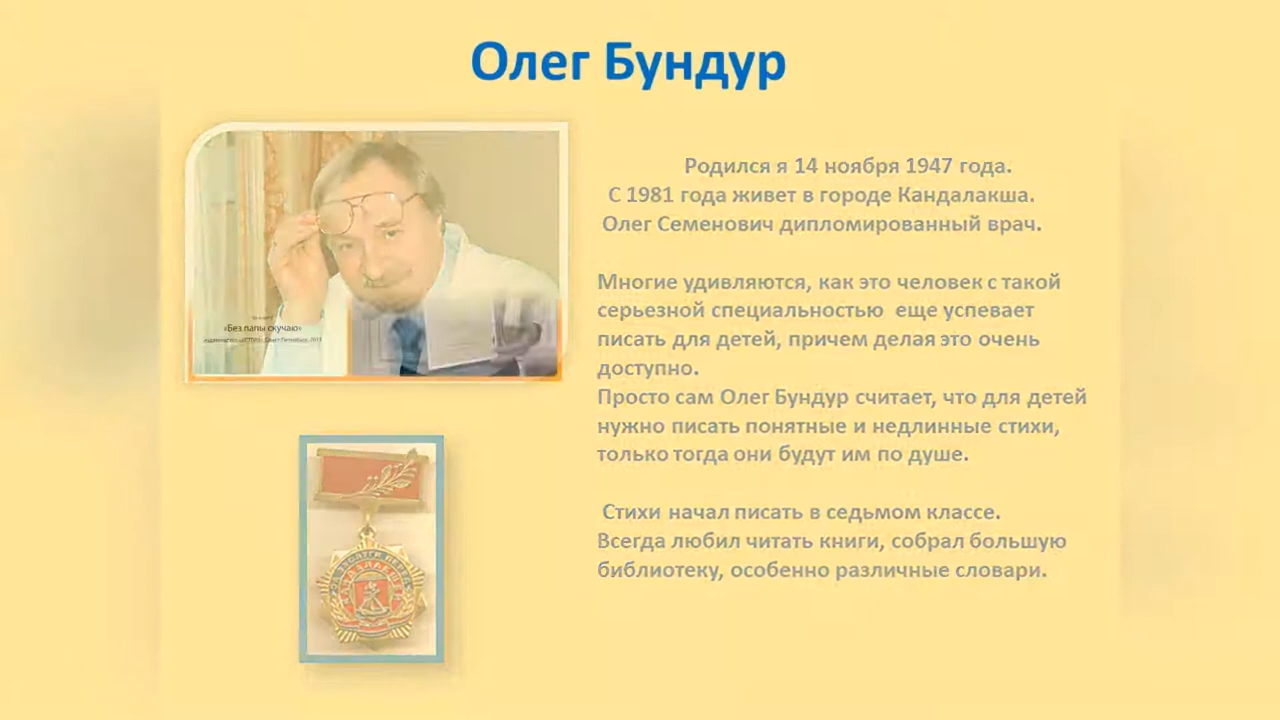 Олег Бундур
Родился я 14 ноября 1947 года.
С 1981 года живет в городе Кандалакша.
Олег Семенович дипломированный врач.
Многие удивляются, как это человек с такой
серьезной специальностью еще успевает
писать для детей, причем делая это очень
доступно.
Просто сам Олег Бундур считает, что для детей
нужно писать понятные и недлинные стихи,
только тогда они будут им по душе.
Стихи начал писать в седьмом классе.
Всегда любил читать книги, собрал большую
библиотеку, особенно различные словари.
«Без папы скучаю»